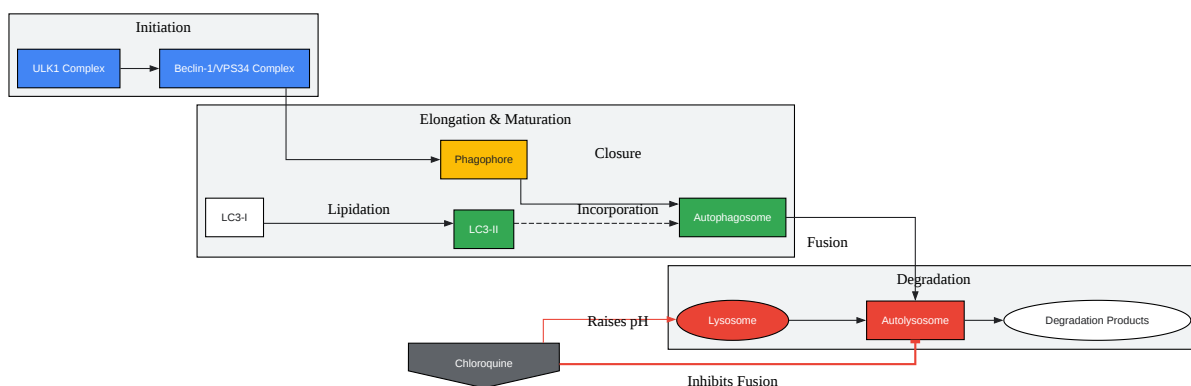 Initiation
ULK1 Complex
Beclin-1/VPS34 Complex
Elongation & Maturation
Phagophore
Closure
LC3-I
Lipidation
LC3-II
Incorporation
Autophagosome
Fusion
Degradation
Raises pH
Lysosome
Autolysosome
Degradation Products
Chloroquine
Inhibits Fusion